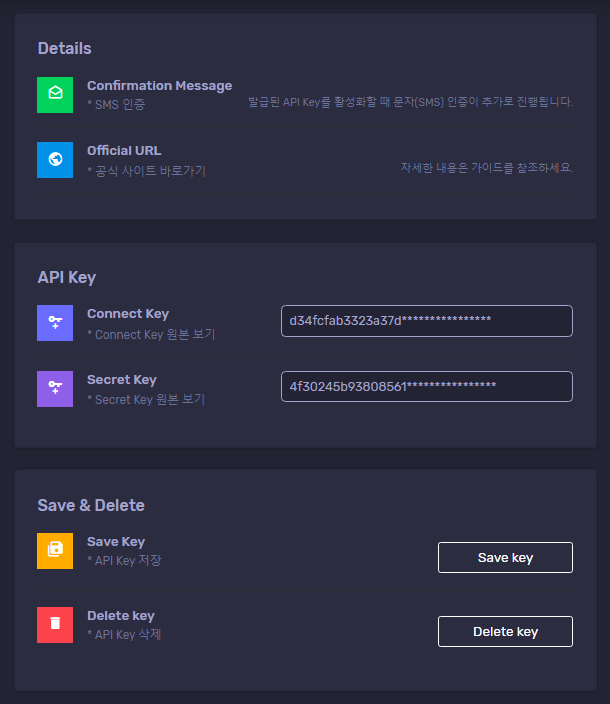 Details
Confirmation Message
* SMS 인증
발급된 API Key를 활성화할 때 문자(SMS) 인증이 추가로 진행됩니다.
Official URL
* 공식 사이트 바로가기
자세한 내용은 가이드를 참조하세요.
API Key
Connect Key
* Connect Key 원본 보기
d34fcfab3323a37d****************
Secret Key
* Secret Key 원본 보기
4f30245b93808561****************
Save & Delete
Save Key
* API Key 저장
Save key
Delete key
* API Key 삭제
Delete key